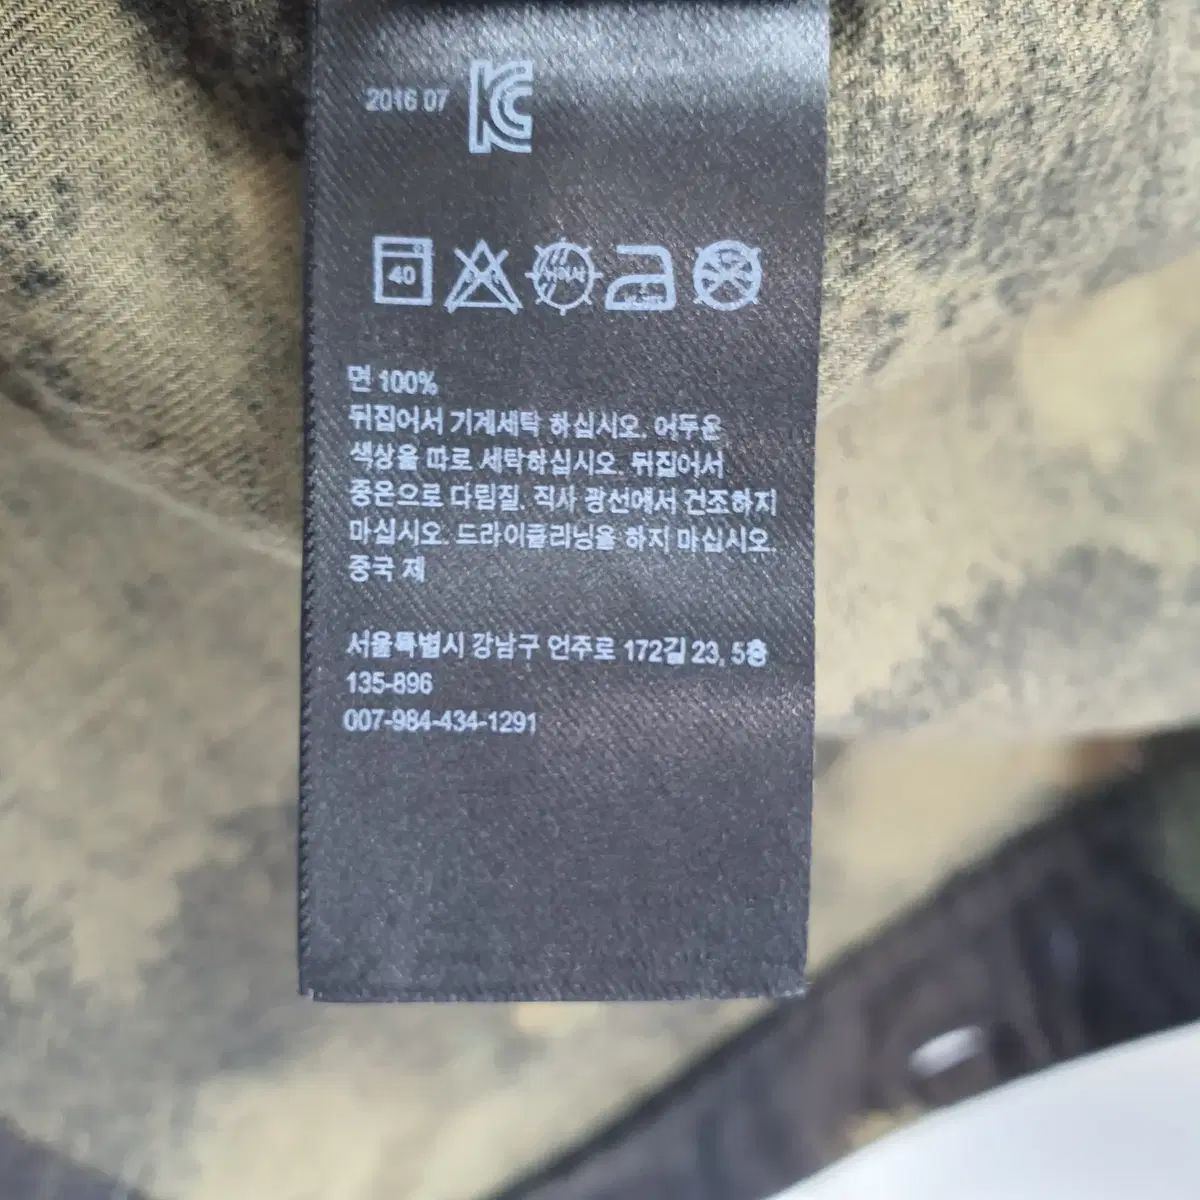 2016 07 KC
40
면 100%
뒤집어서 기계세탁 하십시오. 어두운
색상을 따로 세탁하십시오. 뒤집어서
중온으로 다림질. 직사 광선에서 건조하지
마십시오. 드라이클리닝을 하지 마십시오.
중국 제
서울특별시 강남구 언주로 172길 23, 5층
135-896
007-984-434-1291